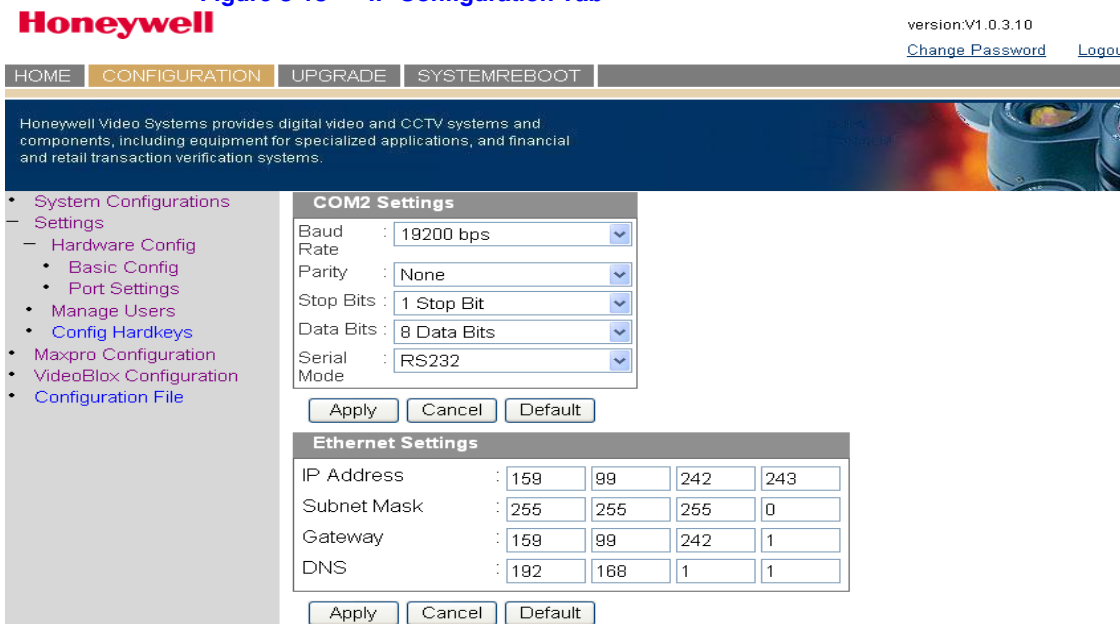 Honeywell
version:V1.0.3.10
Change Password
HOME CONFIGURATION UPGRADE SYSTEMREBOOT
Honeywell Video Systems provides digital video and CCTV systems and
components, including equipment for specialized applications, and financial
and retail transaction verification systems.
System Configurations
Settings
Hardware Config
Basic Config
Port Settings
Manage Users
Config Hardkeys
Maxpro Configuration
VideoBlox Configuration
Configuration File
COM2 Settings
Baud Rate : 19200 bps
Parity : None
Stop Bits : 1 Stop Bit
Data Bits : 8 Data Bits
Serial Mode : RS232
Apply Cancel Default
Ethernet Settings
IP Address : 159 99 242 243
Subnet Mask : 255 255 255 0
Gateway : 159 99 242 1
DNS : 192 168 1 1
Apply Cancel Default